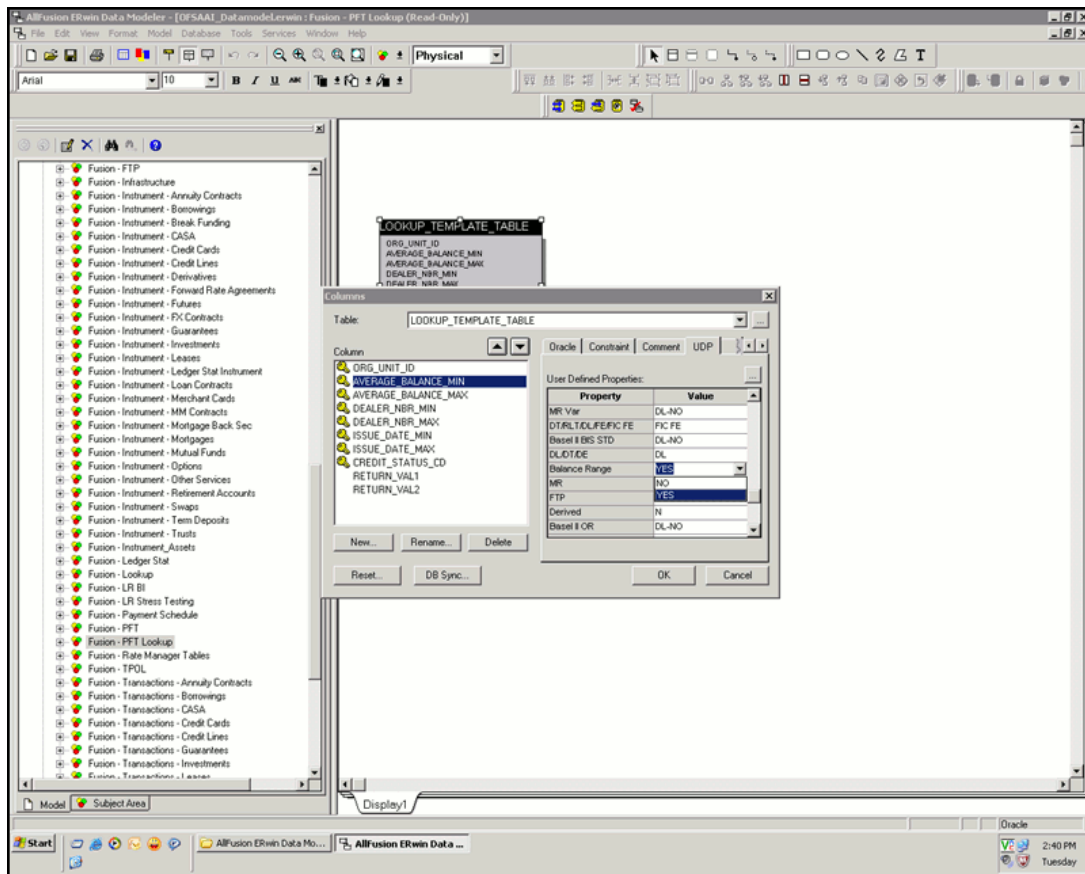 AllFusion ERwin Data Modeler - [OFSAAI_Datamodel.erwin : Fusion - PFT Lookup (Read-Only)]
File Edit View Format Model Database Tools Services Window Help
Physical
Arial 10 B I U
Fusion - FTP
Fusion - Infrastructure
Fusion - Instrument - Annuity Contracts
Fusion - Instrument - Borrowings
Fusion - Instrument - Break Funding
Fusion - Instrument - CASA
Fusion - Instrument - Credit Cards
Fusion - Instrument - Credit Lines
Fusion - Instrument - Derivatives
Fusion - Instrument - Forward Rate Agreements
Fusion - Instrument - Futures
Fusion - Instrument - FX Contracts
Fusion - Instrument - Guarantees
Fusion - Instrument - Investments
Fusion - Instrument - Leases
Fusion - Instrument - Ledger Stat Instrument
Fusion - Instrument - Loan Contracts
Fusion - Instrument - Merchant Cards
Fusion - Instrument - MM Contracts
Fusion - Instrument - Mortgage Back Sec
Fusion - Instrument - Mortgages
Fusion - Instrument - Mutual Funds
Fusion - Instrument - Options
Fusion - Instrument - Other Services
Fusion - Instrument - Retirement Accounts
Fusion - Instrument - Swaps
Fusion - Instrument - Term Deposits
Fusion - Instrument - Trusts
Fusion - Instrument_Assets
Fusion - Ledger Stat
Fusion - Lookup
Fusion - LR BI
Fusion - LR Stress Testing
Fusion - Payment Schedule
Fusion - PFT
Fusion - PFT Lookup
Fusion - Rate Manager Tables
Fusion - TPOL
Fusion - Transactions - Annuity Contracts
Fusion - Transactions - Borrowings
Fusion - Transactions - CASA
Fusion - Transactions - Credit Cards
Fusion - Transactions - Credit Lines
Fusion - Transactions - Guarantees
Fusion - Transactions - Investments
Fusion - Transactions - Leases
Model Subject Area
LOOKUP_TEMPLATE_TABLE
ORG_UNIT_ID
AVERAGE_BALANCE_MIN
AVERAGE_BALANCE_MAX
DEALER_NBR_MIN
DEALER_NBR_MAX
Columns
Table: LOOKUP_TEMPLATE_TABLE ...
Column
ORG_UNIT_ID
AVERAGE_BALANCE_MIN
AVERAGE_BALANCE_MAX
DEALER_NBR_MIN
DEALER_NBR_MAX
ISSUE_DATE_MIN
ISSUE_DATE_MAX
CREDIT_STATUS_CD
RETURN_VAL1
RETURN_VAL2
New... Rename... Delete
Reset... DB Sync...
Oracle Constraint Comment UDP
User Defined Properties: ...
Property Value
MR Var DL-NO
DT/RLT/DL/FE/FIC FE FIC FE
Basel II BIS STD DL-NO
DL/DT/DE DL
Balance Range YES
MR NO
FTP YES
Derived N
Basel II OR DL-NO
OK Cancel
Display1
Oracle
Start AllFusion ERwin Data Mo... AllFusion ERwin Data ... 2:40 PM
Tuesday